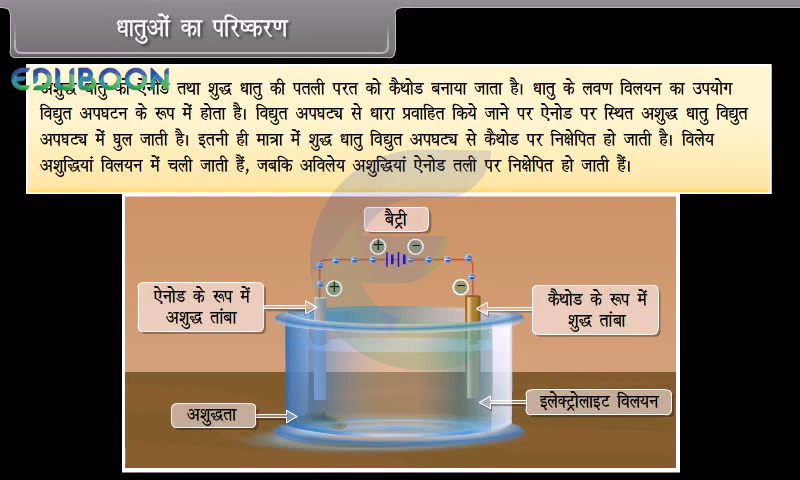 धातुओं का परिष्करण
EDUBOON
अशुद्ध धातु को ऐनोड तथा शुद्ध धातु की पतली परत को कैथोड बनाया जाता है। धातु के लवण विलयन का उपयोग
विद्युत अपघटन के रूप में होता है। विद्युत अपघट्य से धारा प्रवाहित किये जाने पर ऐनोड पर स्थित अशुद्ध धातु विद्युत
अपघट्य में घुल जाती है। इतनी ही मात्रा में शुद्ध धातु विद्युत अपघट्य से कैथोड पर निक्षेपित हो जाती है। विलेय
अशुद्धियां विलयन में चली जाती हैं, जबकि अविलेय अशुद्धियां ऐनोड तली पर निक्षेपित हो जाती हैं।
बैट्री
+ −
+ −
ऐनोड के रूप में
अशुद्ध तांबा
कैथोड के रूप में
शुद्ध तांबा
इलेक्ट्रोलाइट विलयन
अशुद्धता